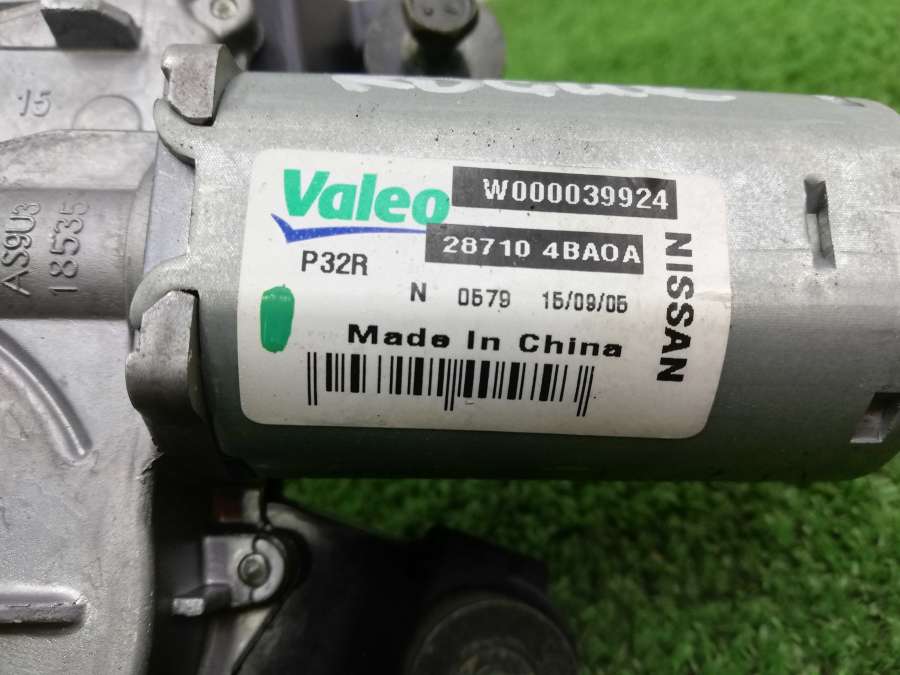 15
AS9U3
18535
Valeo
W000039924
28710 4BA0A
P32R
N 0579 15/09/05
Made In China
NISSAN